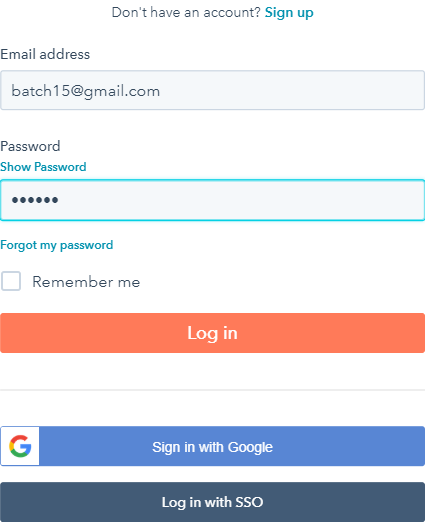 Don't have an account? Sign up
Email address
batch15@gmail.com
Password
Show Password
••••••
Forgot my password
Remember me
Log in
Sign in with Google
Log in with SSO